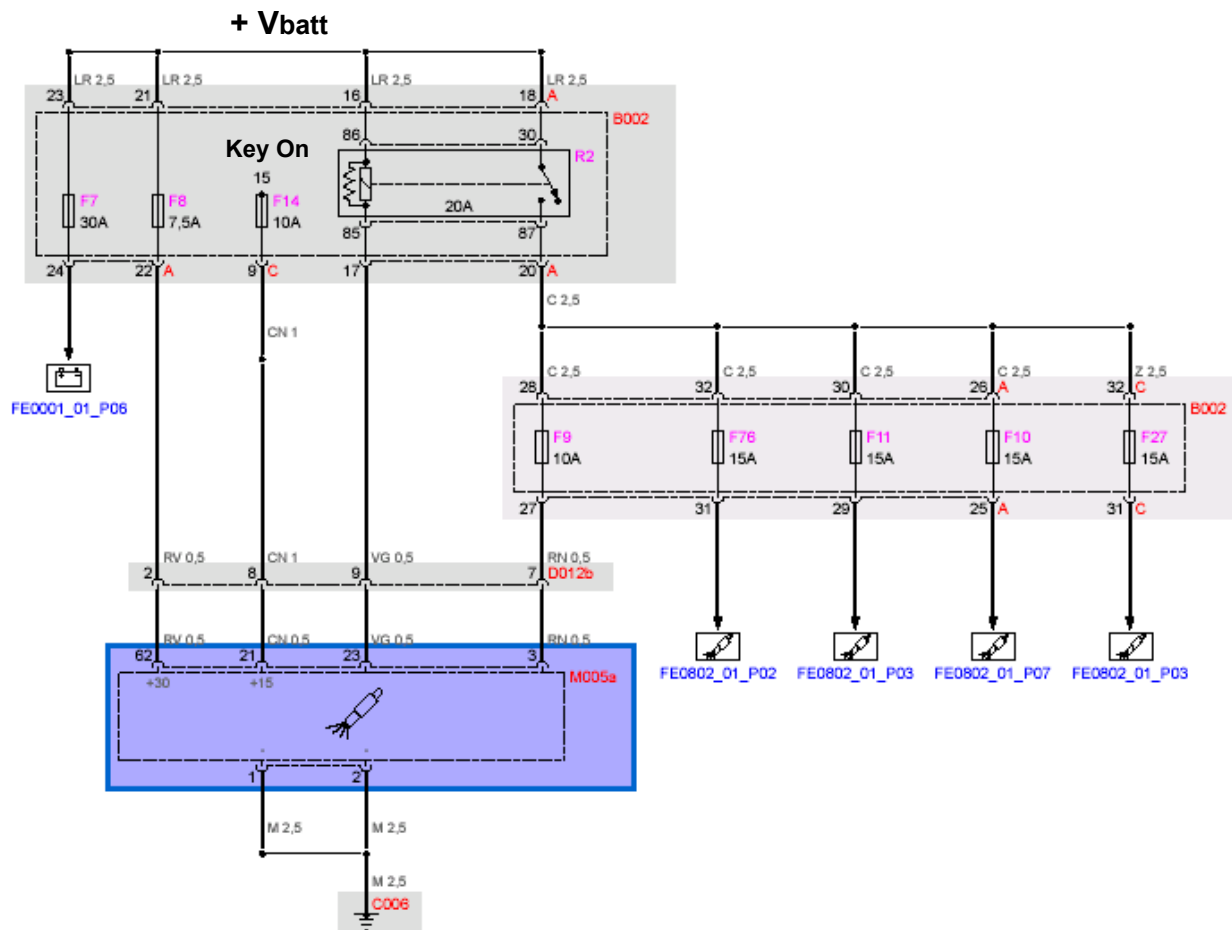 + Vbatt
LR 2,5 LR 2,5 LR 2,5 LR 2,5
23 21 16 18 A
B002
86 30
Key On
R2
15
F7 F8 F14
30A 7,5A 10A 20A
85 87
24 22 A 9 C 17 20 A
C 2,5
CN 1
C 2,5 C 2,5 C 2,5 C 2,5 Z 2,5
28 32 30 26 A 32 C
FE0001_01_P06
B002
F9 F76 F11 F10 F27
10A 15A 15A 15A 15A
27 31 29 25 A 31 C
RV 0,5 CN 1 VG 0,5 RN 0,5
2 8 9 7 D012b
RV 0,5 CN 0,5 VG 0,5 RN 0,5
62 21 23 3
+30 +15
M005a
FE0802_01_P02 FE0802_01_P03 FE0802_01_P07 FE0802_01_P03
- -
1 2
M 2,5 M 2,5
M 2,5
C006